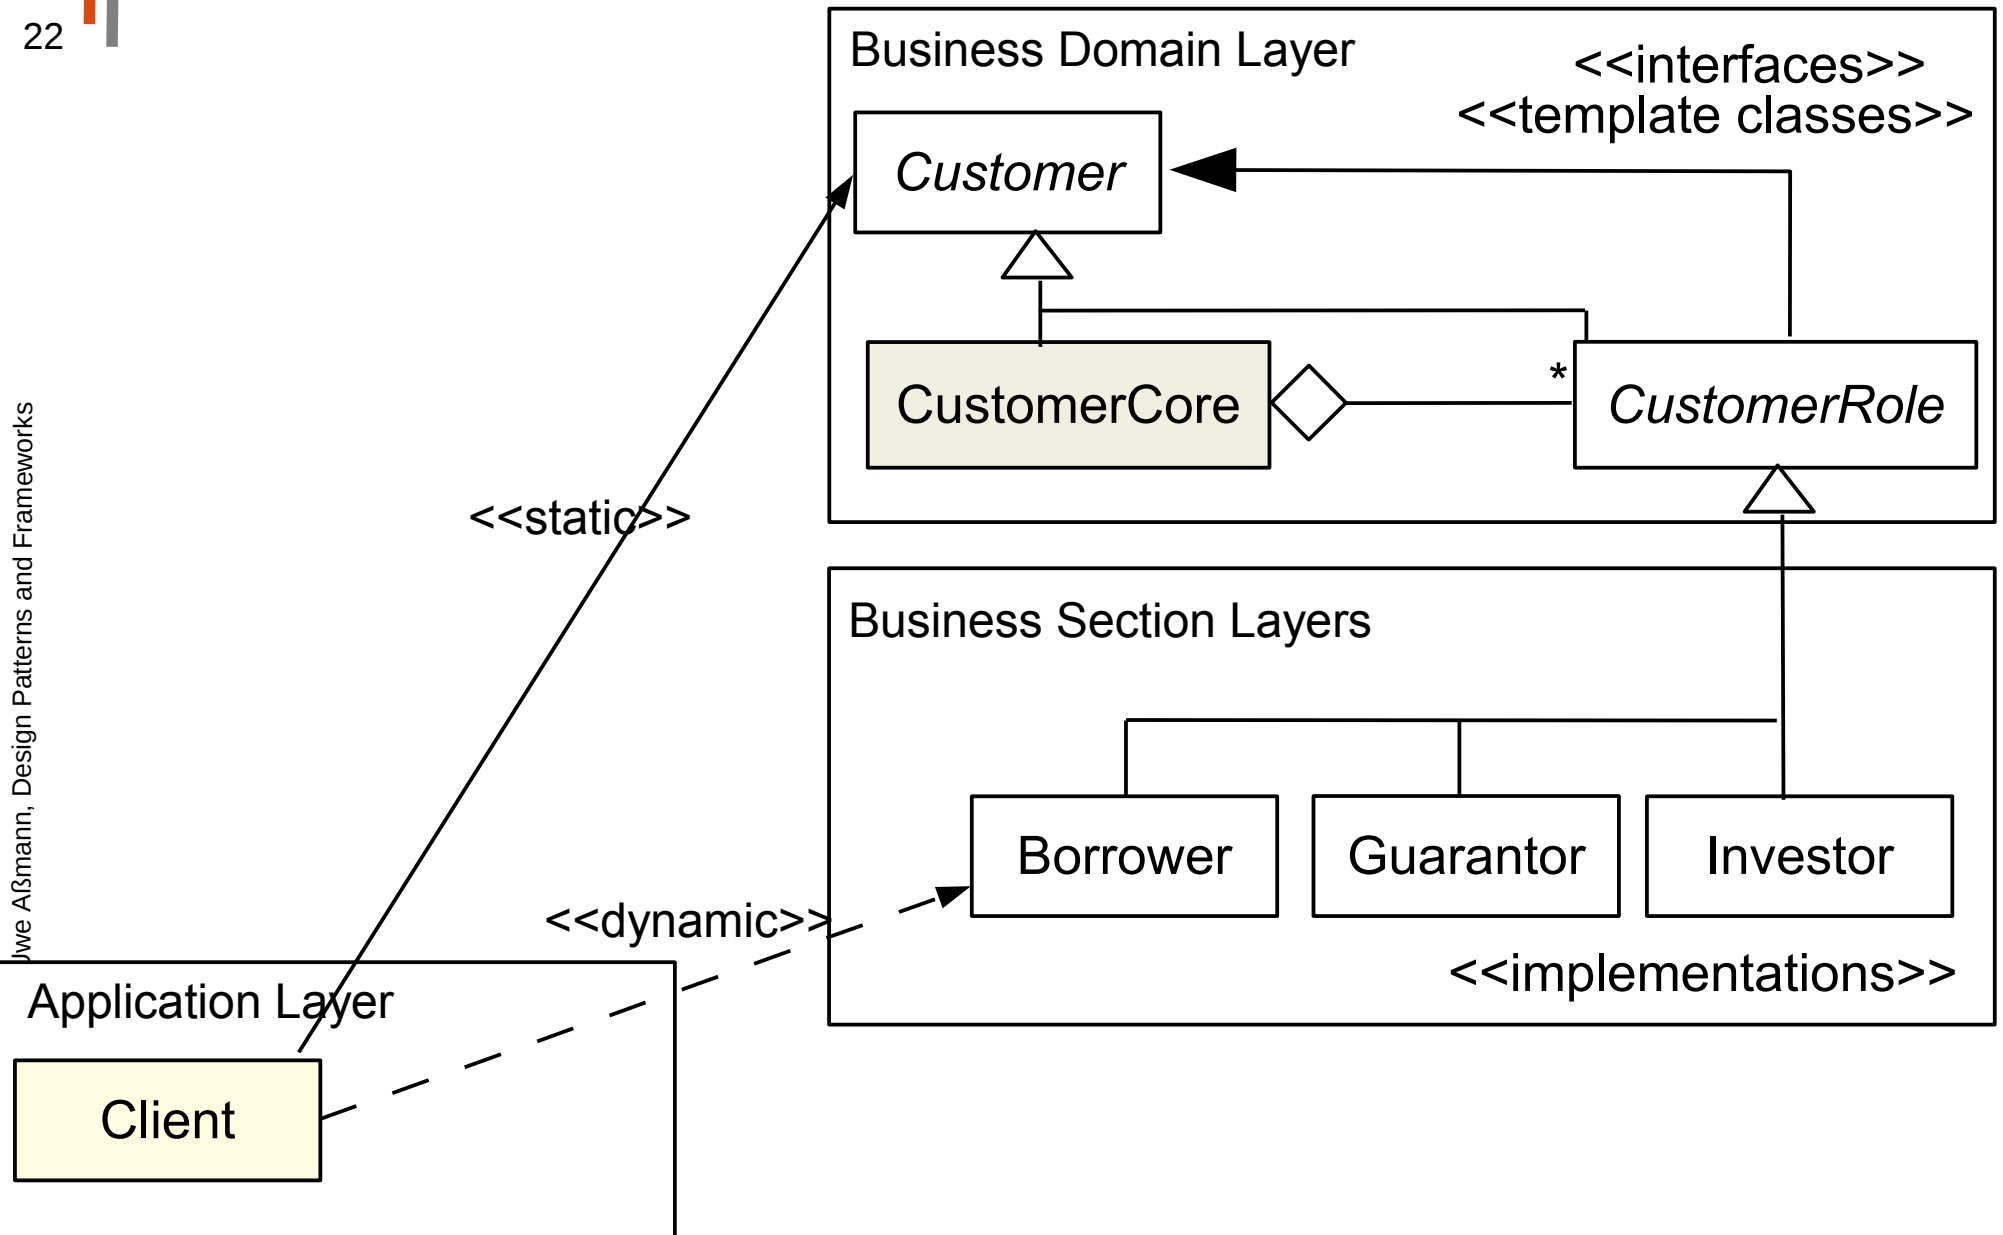 22
Business Domain Layer
<<interfaces>>
<<template classes>>
Customer
CustomerCore
*
CustomerRole
<<static>>
Uwe Aßmann, Design Patterns and Frameworks
Business Section Layers
Borrower
Guarantor
Investor
<<dynamic>>
<<implementations>>
Application Layer
Client